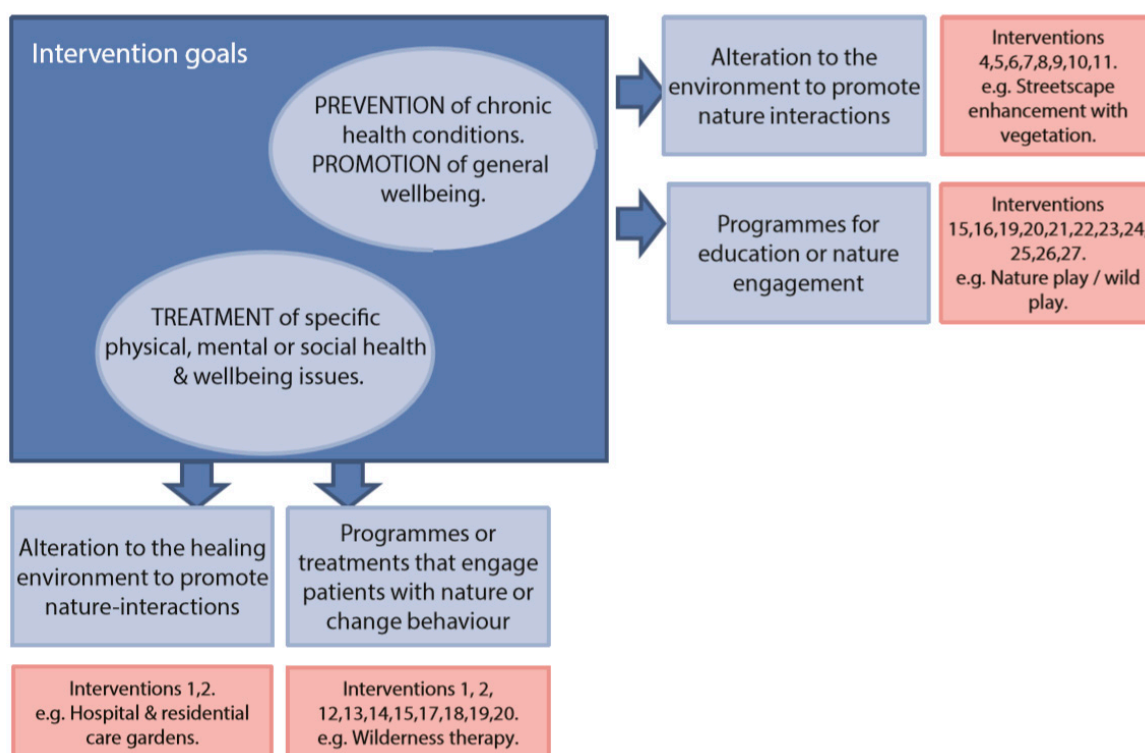 Intervention goals
PREVENTION of chronic
health conditions.
PROMOTION of general
wellbeing.
TREATMENT of specific
physical, mental or social health
& wellbeing issues.
Alteration to the
environment to promote
nature interactions
Interventions
4,5,6,7,8,9,10,11.
e.g. Streetscape
enhancement with
vegetation.
Programmes for
education or nature
engagement
Interventions
15,16,19,20,21,22,23,24,
25,26,27.
e.g. Nature play / wild
play.
Alteration to the healing
environment to promote
nature-interactions
Programmes or
treatments that engage
patients with nature or
change behaviour
Interventions 1,2.
e.g. Hospital & residential
care gardens.
Interventions 1, 2,
12,13,14,15,17,18,19,20.
e.g. Wilderness therapy.